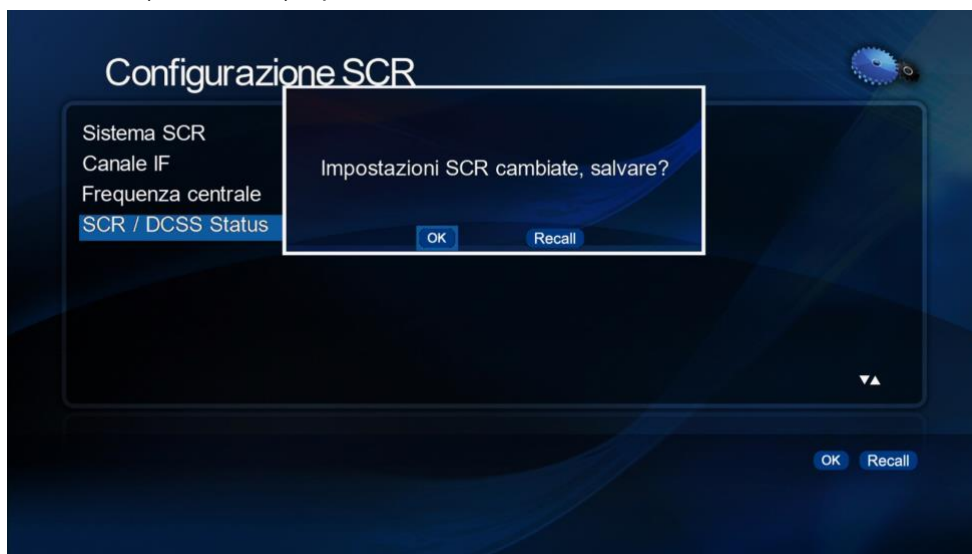 Configurazione SCR
Sistema SCR
Canale IF
Frequenza centrale
SCR / DCSS Status
Impostazioni SCR cambiate, salvare?
OK Recall
OK Recall